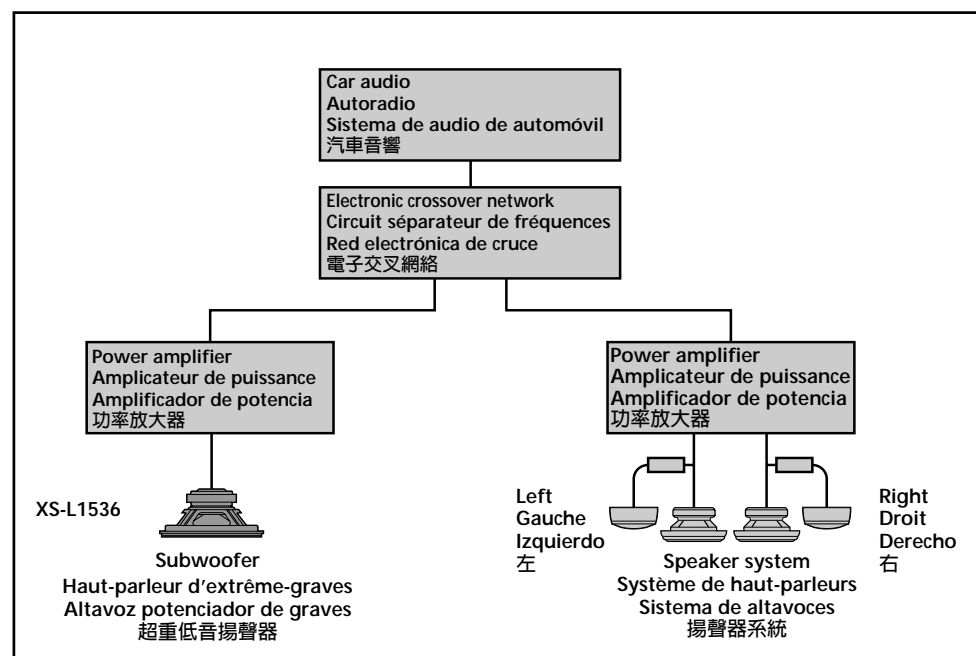 Car audio
Autoradio
Sistema de audio de automóvil
汽車音響
Electronic crossover network
Circuit séparateur de fréquences
Red electrónica de cruce
電子交叉網絡
Power amplifier
Amplicateur de puissance
Amplificador de potencia
功率放大器
Power amplifier
Amplicateur de puissance
Amplificador de potencia
功率放大器
XS-L1536
Subwoofer
Haut-parleur d'extrême-graves
Altavoz potenciador de graves
超重低音揚聲器
Left
Gauche
Izquierdo
左
Speaker system
Système de haut-parleurs
Sistema de altavoces
揚聲器系統
Right
Droit
Derecho
右